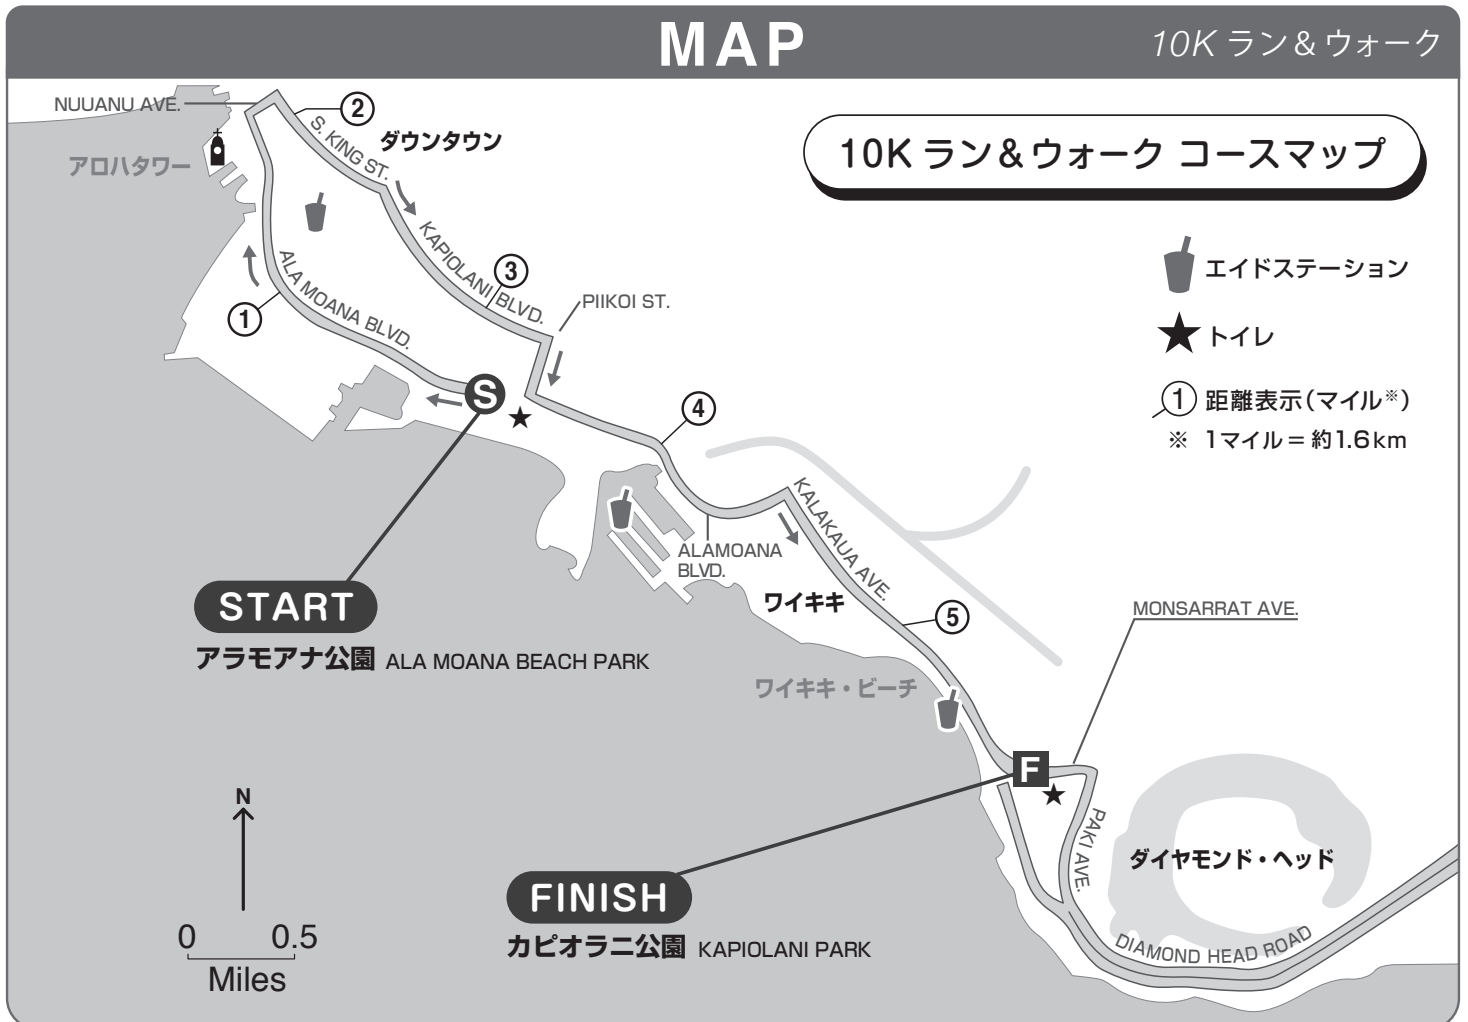 MAP
10K ラン＆ウォーク
10K ラン＆ウォーク コースマップ
NUUANU AVE.
2
S. KING ST.
ダウンタウン
アロハタワー
KAPIOLANI BLVD.
3
PIIKOI ST.
ALA MOANA BLVD.
1
エイドステーション
トイレ
1 距離表示（マイル※）
※ 1マイル＝約1.6km
S
4
KALAKAUA AVE.
ALAMOANA
BLVD.
ワイキキ
5
START
アラモアナ公園 ALA MOANA BEACH PARK
MONSARRAT AVE.
ワイキキ・ビーチ
F
PAKI AVE.
ダイヤモンド・ヘッド
FINISH
カピオラニ公園 KAPIOLANI PARK
DIAMOND HEAD ROAD
N
0 0.5
Miles